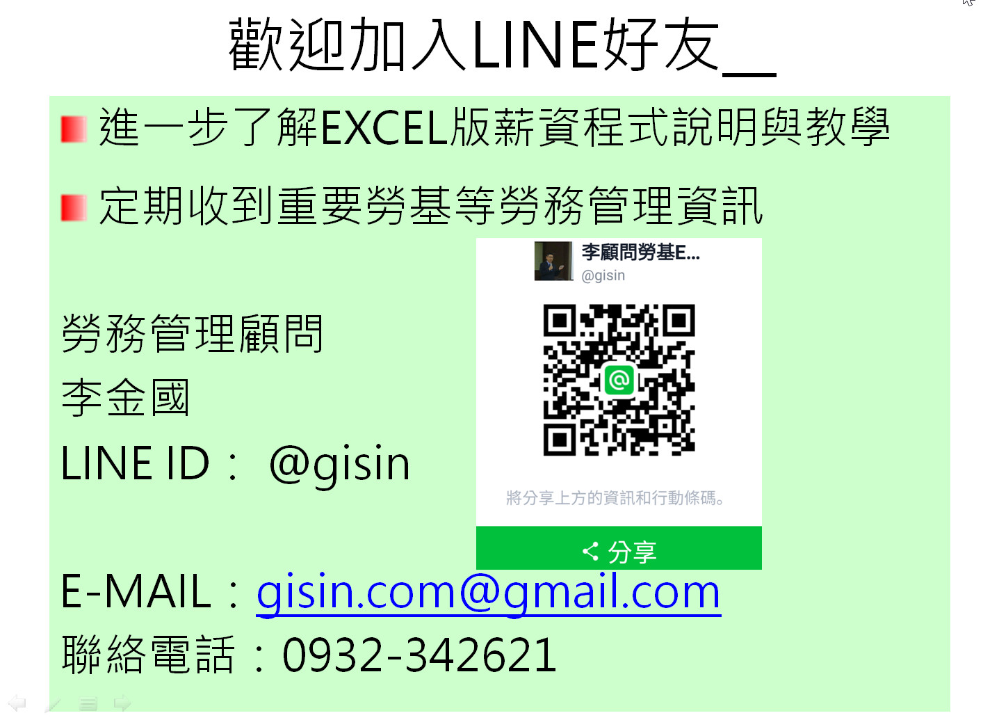 歡迎加入LINE好友__
進一步了解EXCEL版薪資程式說明與教學
定期收到重要勞基等勞務管理資訊
李顧問勞基E...
@gisin
勞務管理顧問
李金國
LINE ID： @gisin
將分享上方的資訊和行動條碼。
分享
E-MAIL：gisin.com@gmail.com
聯絡電話：0932-342621